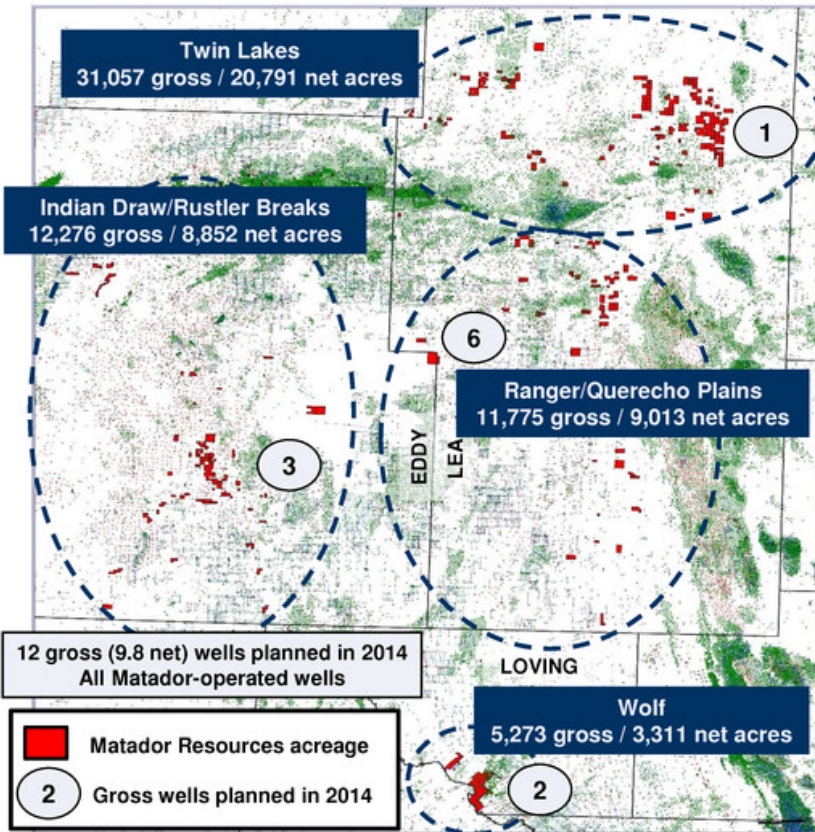 Twin Lakes
31,057 gross / 20,791 net acres
1
Indian Draw/Rustler Breaks
12,276 gross / 8,852 net acres
6
Ranger/Querecho Plains
11,775 gross / 9,013 net acres
EDDY
LEA
3
12 gross (9.8 net) wells planned in 2014
All Matador-operated wells
LOVING
Wolf
5,273 gross / 3,311 net acres
2
Matador Resources acreage
2 Gross wells planned in 2014